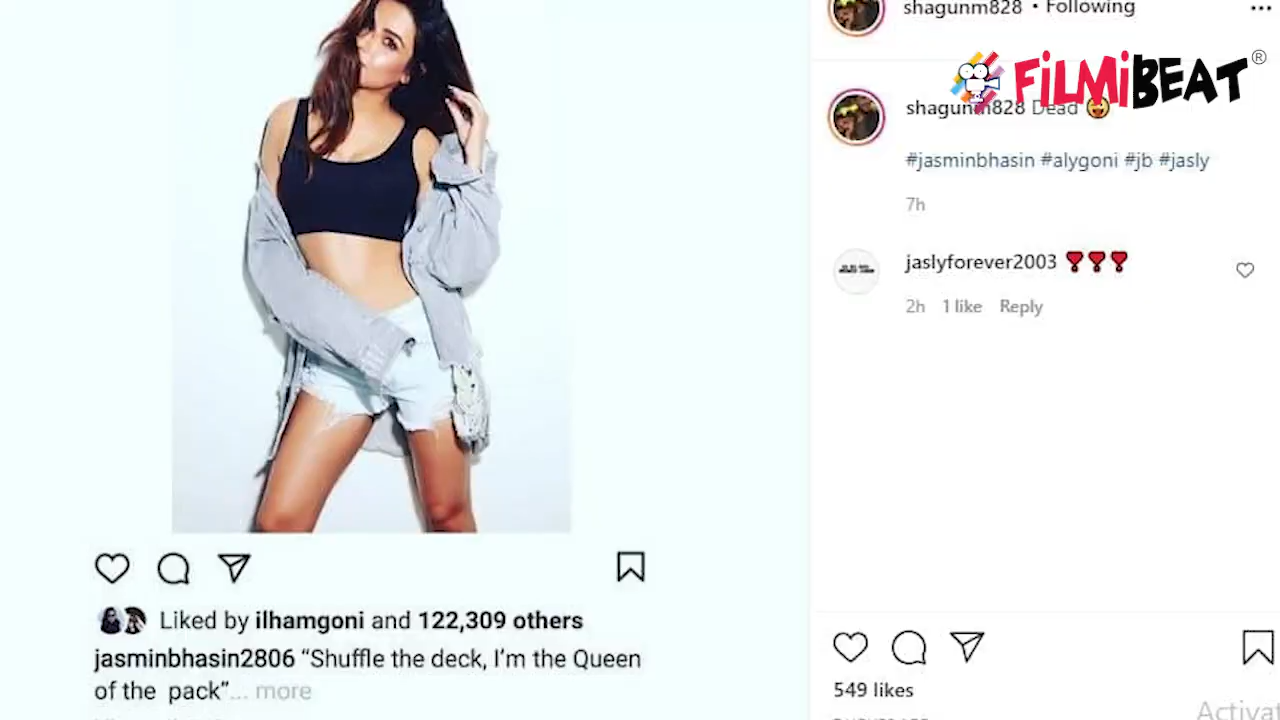 shagunm828 • Following
FiLMiBEAT®
shagunm828 Dead
#jasminbhasin #alygoni #jb #jasly
7h
jaslyforever2003
2h 1 like Reply
Liked by ilhamgoni and 122,309 others
jasminbhasin2806 “Shuffle the deck, I’m the Queen
of the pack”... more
549 likes
Activat